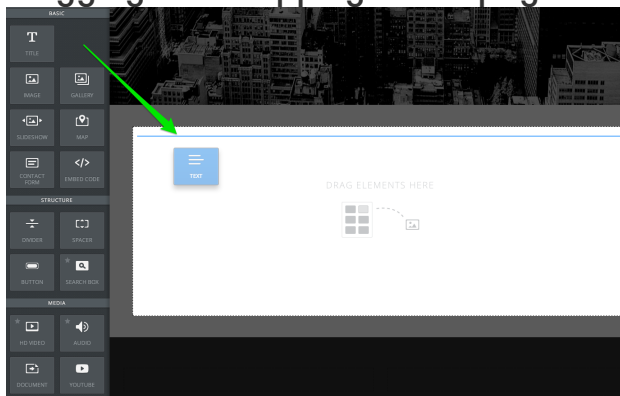 BASIC
TITLE
IMAGE
GALLERY
SLIDESHOW
MAP
CONTACT
FORM
EMBED CODE
STRUCTURE
DIVIDER
SPACER
BUTTON
SEARCH BOX
MEDIA
HD VIDEO
AUDIO
DOCUMENT
YOUTUBE
TEXT
DRAG ELEMENTS HERE